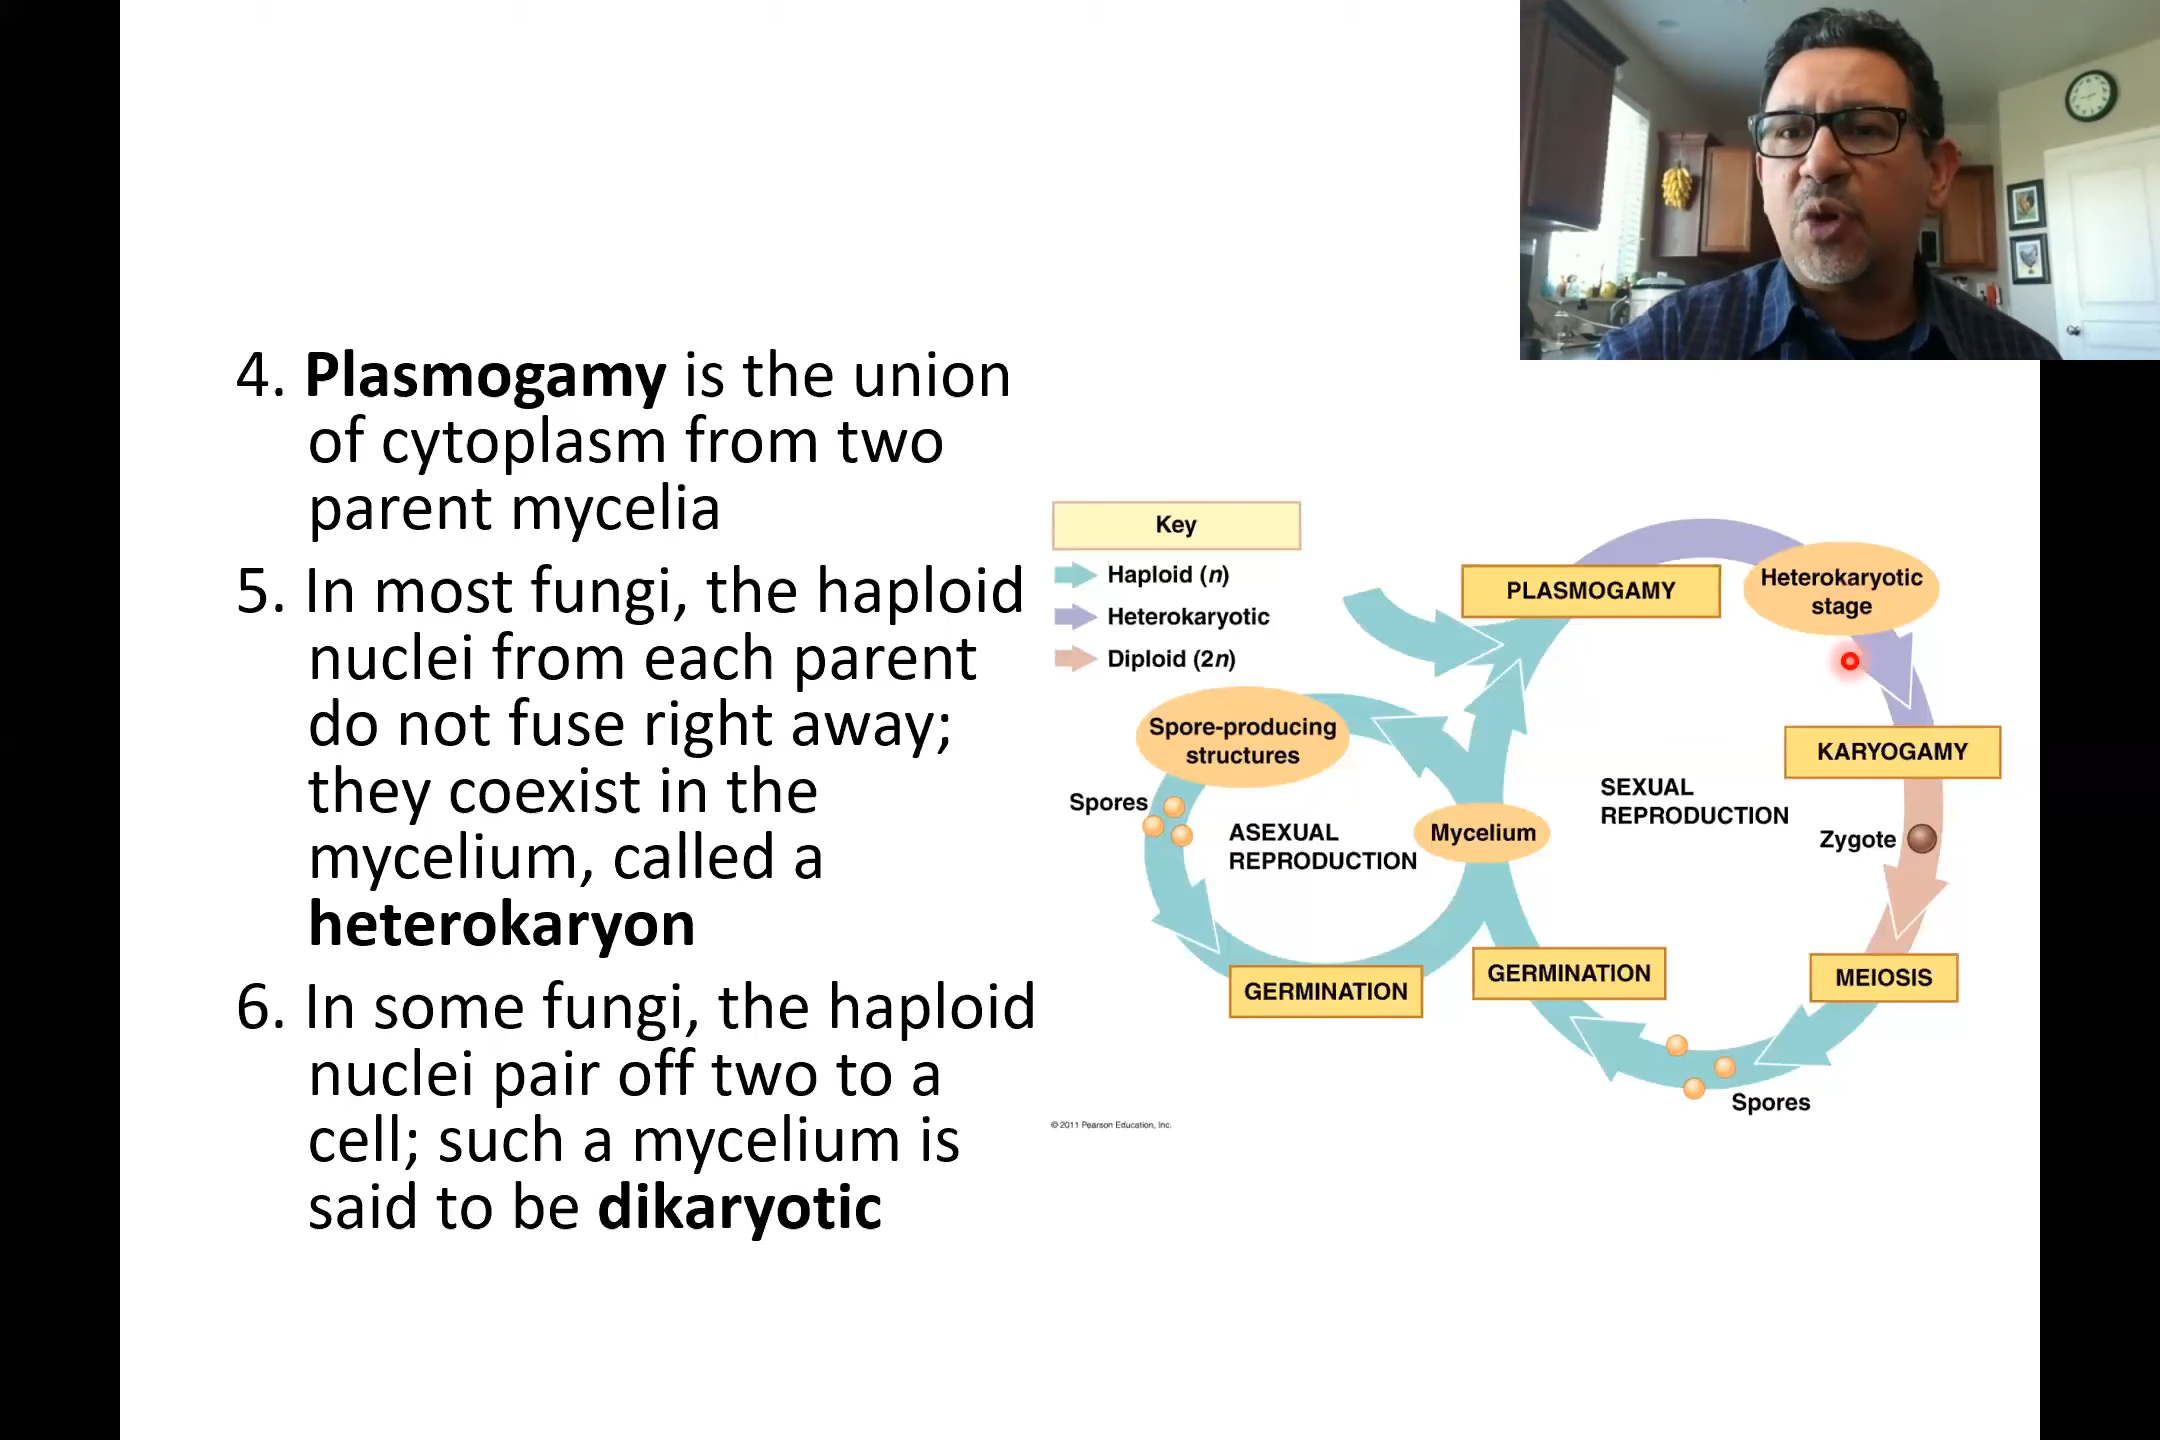 4. Plasmogamy is the union
of cytoplasm from two
parent mycelia
5. In most fungi, the haploid
nuclei from each parent
do not fuse right away;
they coexist in the
mycelium, called a
heterokaryon
6. In some fungi, the haploid
nuclei pair off two to a
cell; such a mycelium is
said to be dikaryotic
Key
Haploid (n)
Heterokaryotic
Diploid (2n)
PLASMOGAMY
Heterokaryotic
stage
Spore-producing
structures
KARYOGAMY
Spores
ASEXUAL
REPRODUCTION
Mycelium
SEXUAL
REPRODUCTION
Zygote
GERMINATION
GERMINATION
MEIOSIS
Spores
© 2011 Pearson Education, Inc.